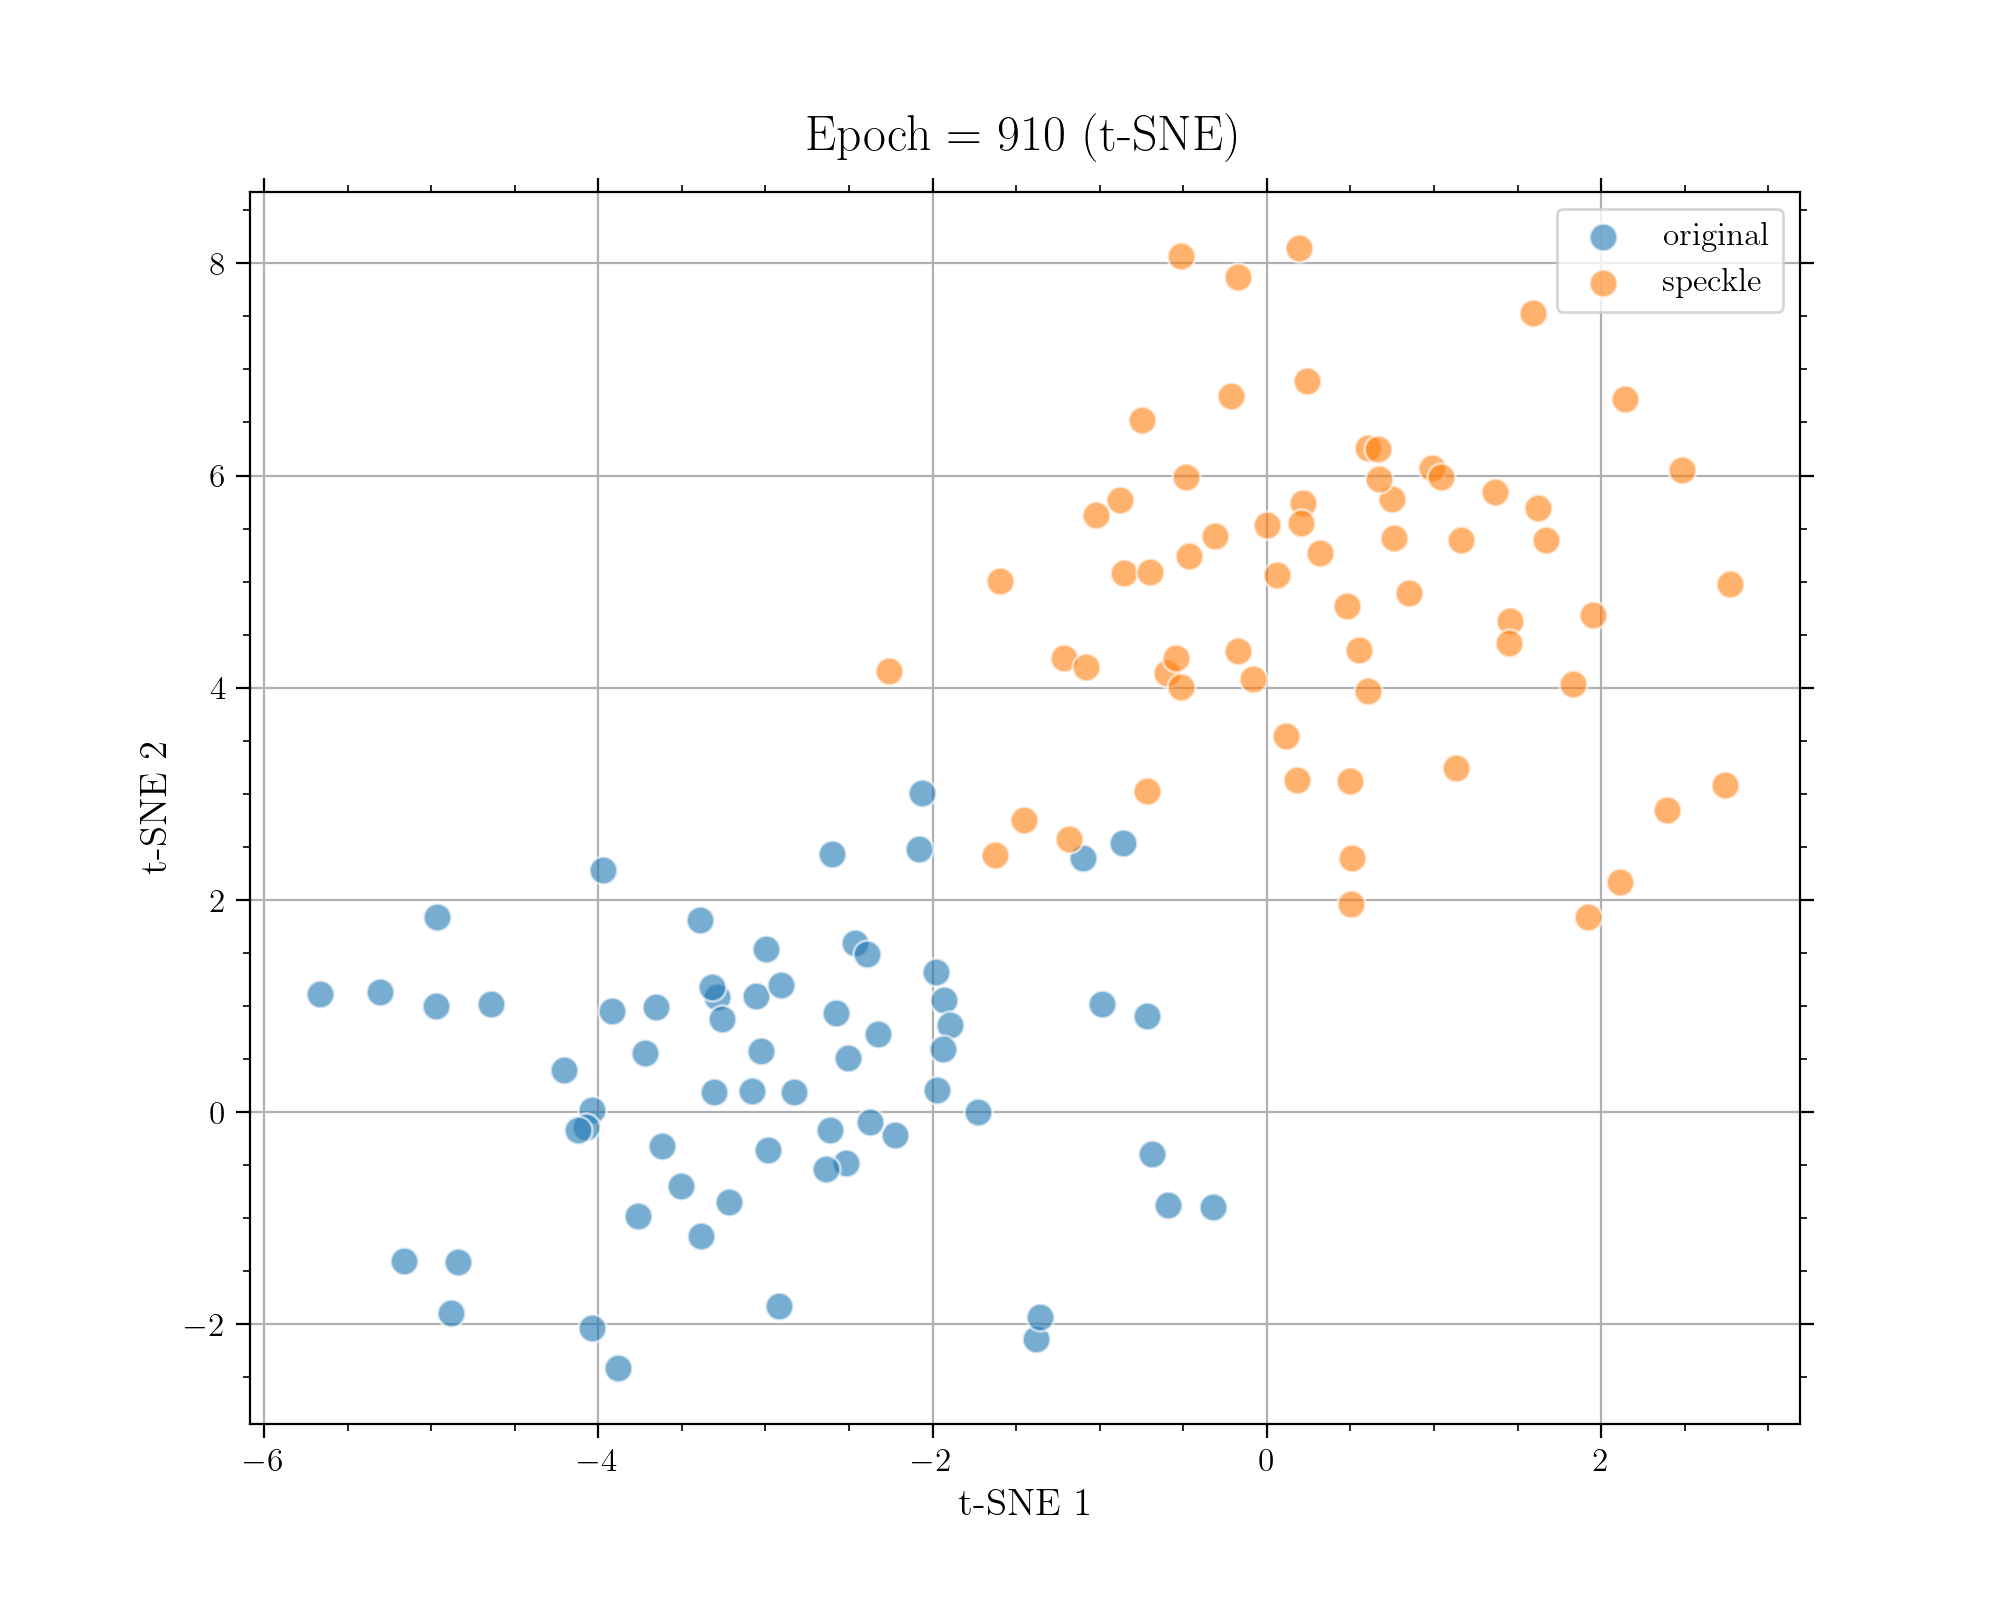 Epoch = 910 (t-SNE)
original
speckle
8
6
4
2
0
−2
t-SNE 2
−6
−4
−2
0
2
t-SNE 1